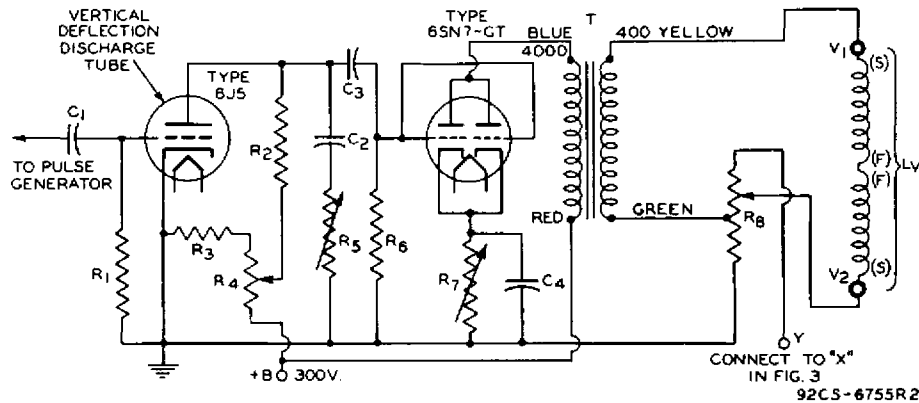 VERTICAL
DEFLECTION
DISCHARGE
TUBE
TYPE
6J5
C1
TO PULSE
GENERATOR
R1
R2
R3
R4
C2
R5
C3
R6
TYPE
6SN7-GT
R7
C4
BLUE
4000
T
400 YELLOW
RED
GREEN
+B 300V.
R8
V1
(S)
(F)
(F)
LV
(S)
V2
Y
CONNECT TO "X"
IN FIG. 3
92CS-6755R2